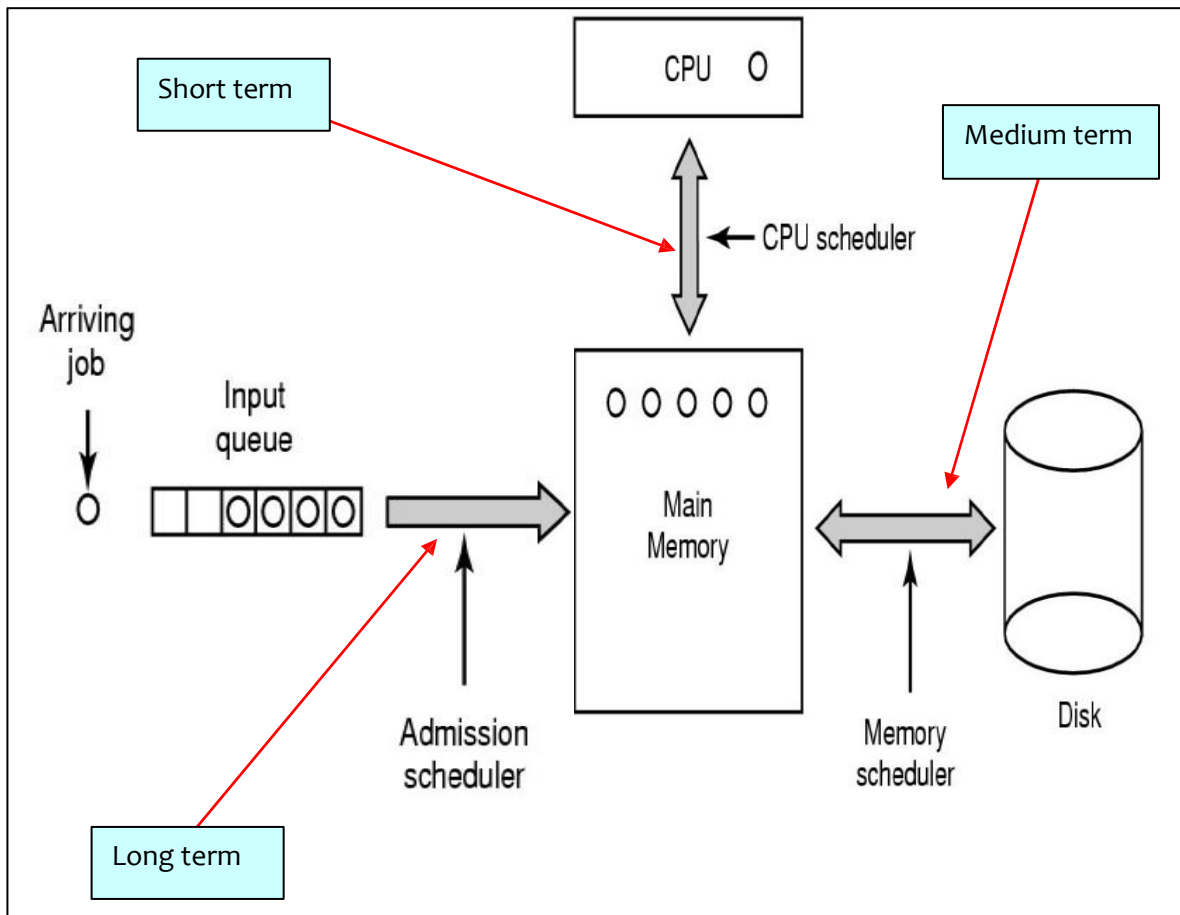 CPU
Short term
Medium term
CPU scheduler
Arriving
job
Input
queue
Main
Memory
Admission
scheduler
Memory
scheduler
Disk
Long term